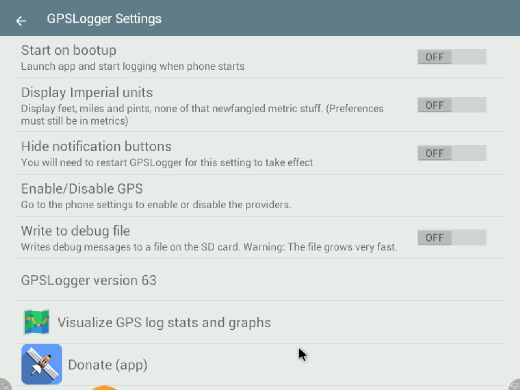 GPSLogger Settings
Start on bootup
Launch app and start logging when phone starts
OFF
Display Imperial units
Display feet, miles and pints, none of that newfangled metric stuff. (Preferences
must still be in metrics)
OFF
Hide notification buttons
You will need to restart GPSLogger for this setting to take effect
OFF
Enable/Disable GPS
Go to the phone settings to enable or disable the providers.
Write to debug file
Writes debug messages to a file on the SD card. Warning: The file grows very fast.
OFF
GPSLogger version 63
Visualize GPS log stats and graphs
Donate (app)